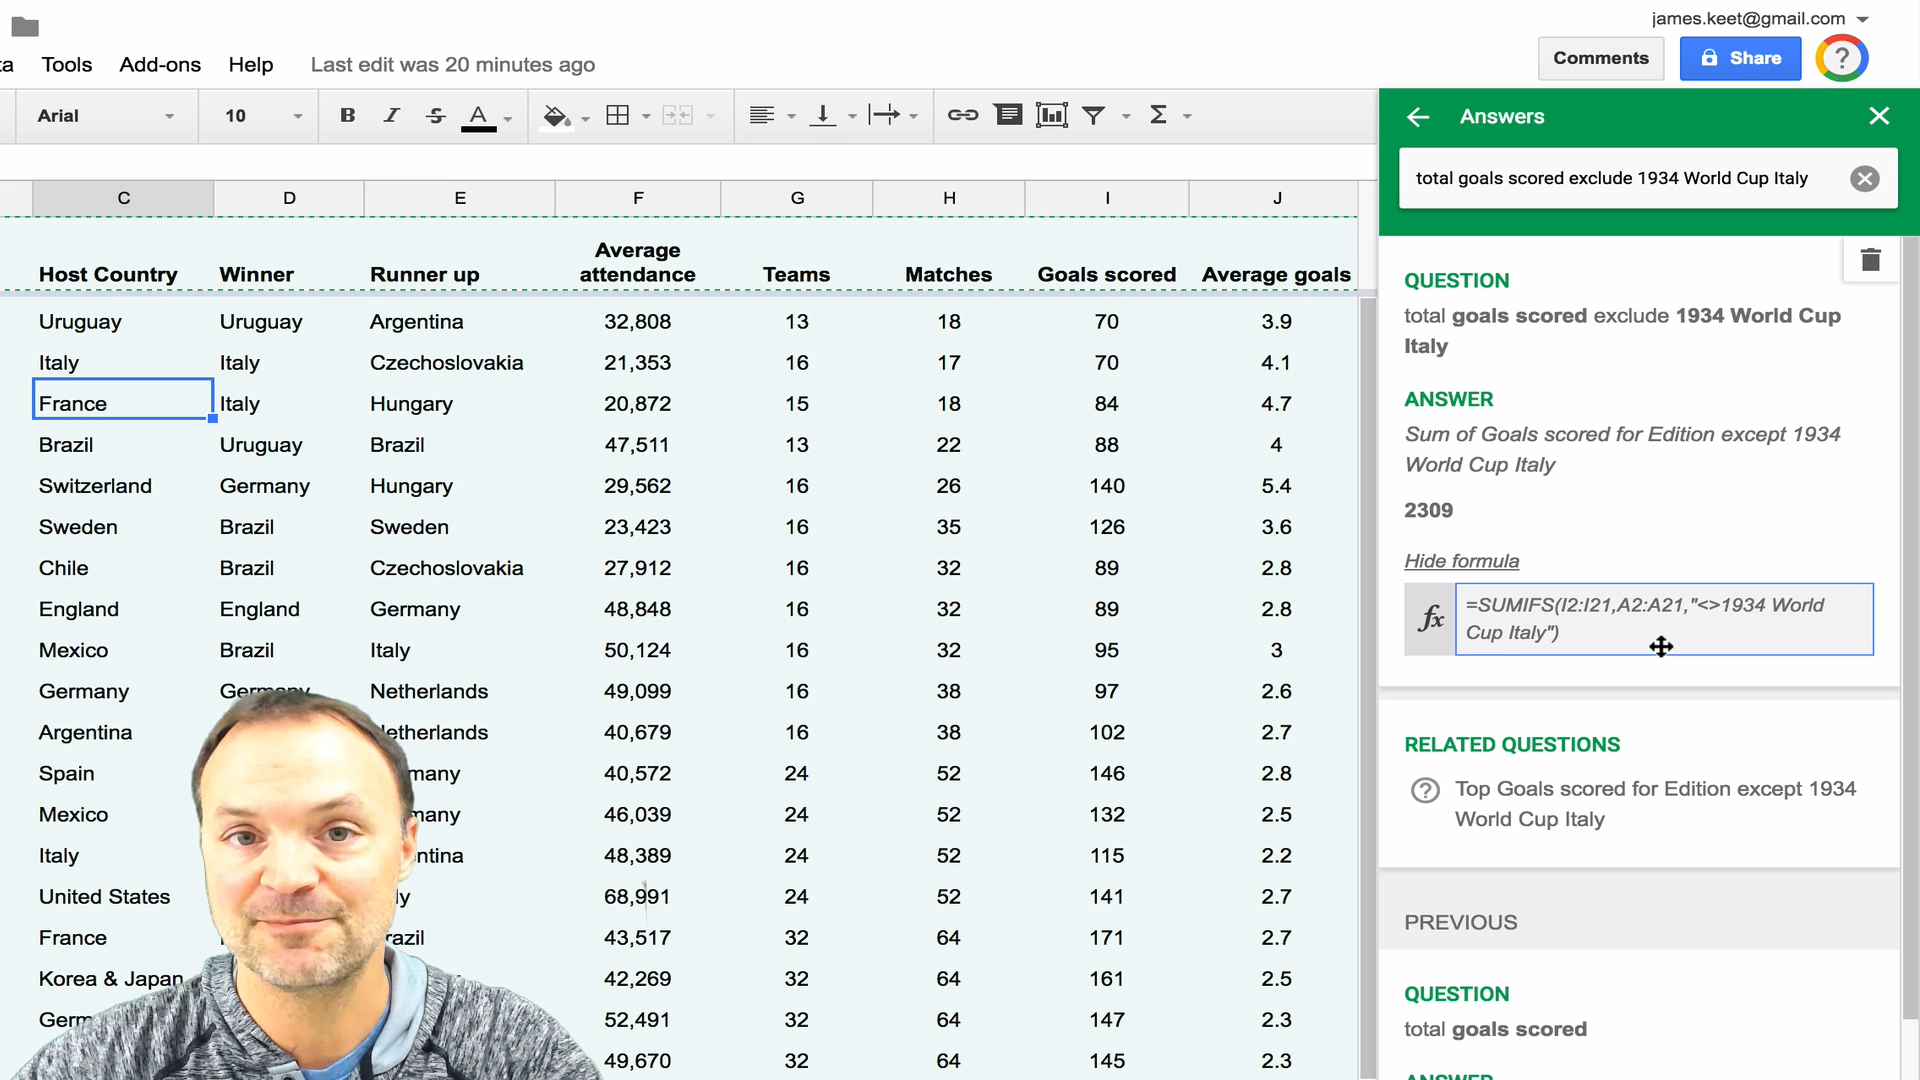 james.keet@gmail.com
Tools Add-ons Help Last edit was 20 minutes ago
Comments Share
Arial 10 B I S A
Answers
total goals scored exclude 1934 World Cup Italy
C D E F G H I J
Host Country Winner Runner up Average attendance Teams Matches Goals scored Average goals
Uruguay Uruguay Argentina 32,808 13 18 70 3.9
Italy Italy Czechoslovakia 21,353 16 17 70 4.1
France Italy Hungary 20,872 15 18 84 4.7
Brazil Uruguay Brazil 47,511 13 22 88 4
Switzerland Germany Hungary 29,562 16 26 140 5.4
Sweden Brazil Sweden 23,423 16 35 126 3.6
Chile Brazil Czechoslovakia 27,912 16 32 89 2.8
England England Germany 48,848 16 32 89 2.8
Mexico Brazil Italy 50,124 16 32 95 3
Germany Germany Netherlands 49,099 16 38 97 2.6
Argentina Netherlands 40,679 16 38 102 2.7
Spain 40,572 24 52 146 2.8
Mexico 46,039 24 52 132 2.5
Italy 48,389 24 52 115 2.2
United States 68,991 24 52 141 2.7
France 43,517 32 64 171 2.7
Korea & Japan 42,269 32 64 161 2.5
52,491 32 64 147 2.3
49,670 32 64 145 2.3
QUESTION
total goals scored exclude 1934 World Cup
Italy
ANSWER
Sum of Goals scored for Edition except 1934
World Cup Italy
2309
Hide formula
fx =SUMIFS(I2:I21,A2:A21,"<>1934 World
Cup Italy")
RELATED QUESTIONS
Top Goals scored for Edition except 1934
World Cup Italy
PREVIOUS
QUESTION
total goals scored